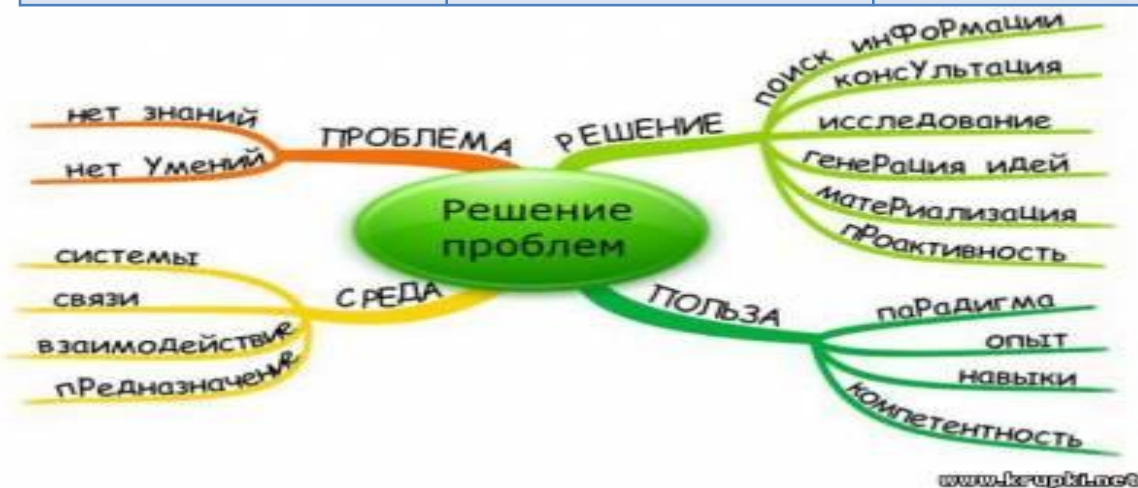 Решение
проблем
ПРОБЛЕМА
нет знаний
нет умений
РЕШЕНИЕ
поиск информации
консультация
исследование
генерация идей
материализация
проактивность
СРЕДА
системы
связи
взаимодействие
предназначение
ПОЛЬЗА
парадигма
опыт
навыки
компетентность
www.krupki.net